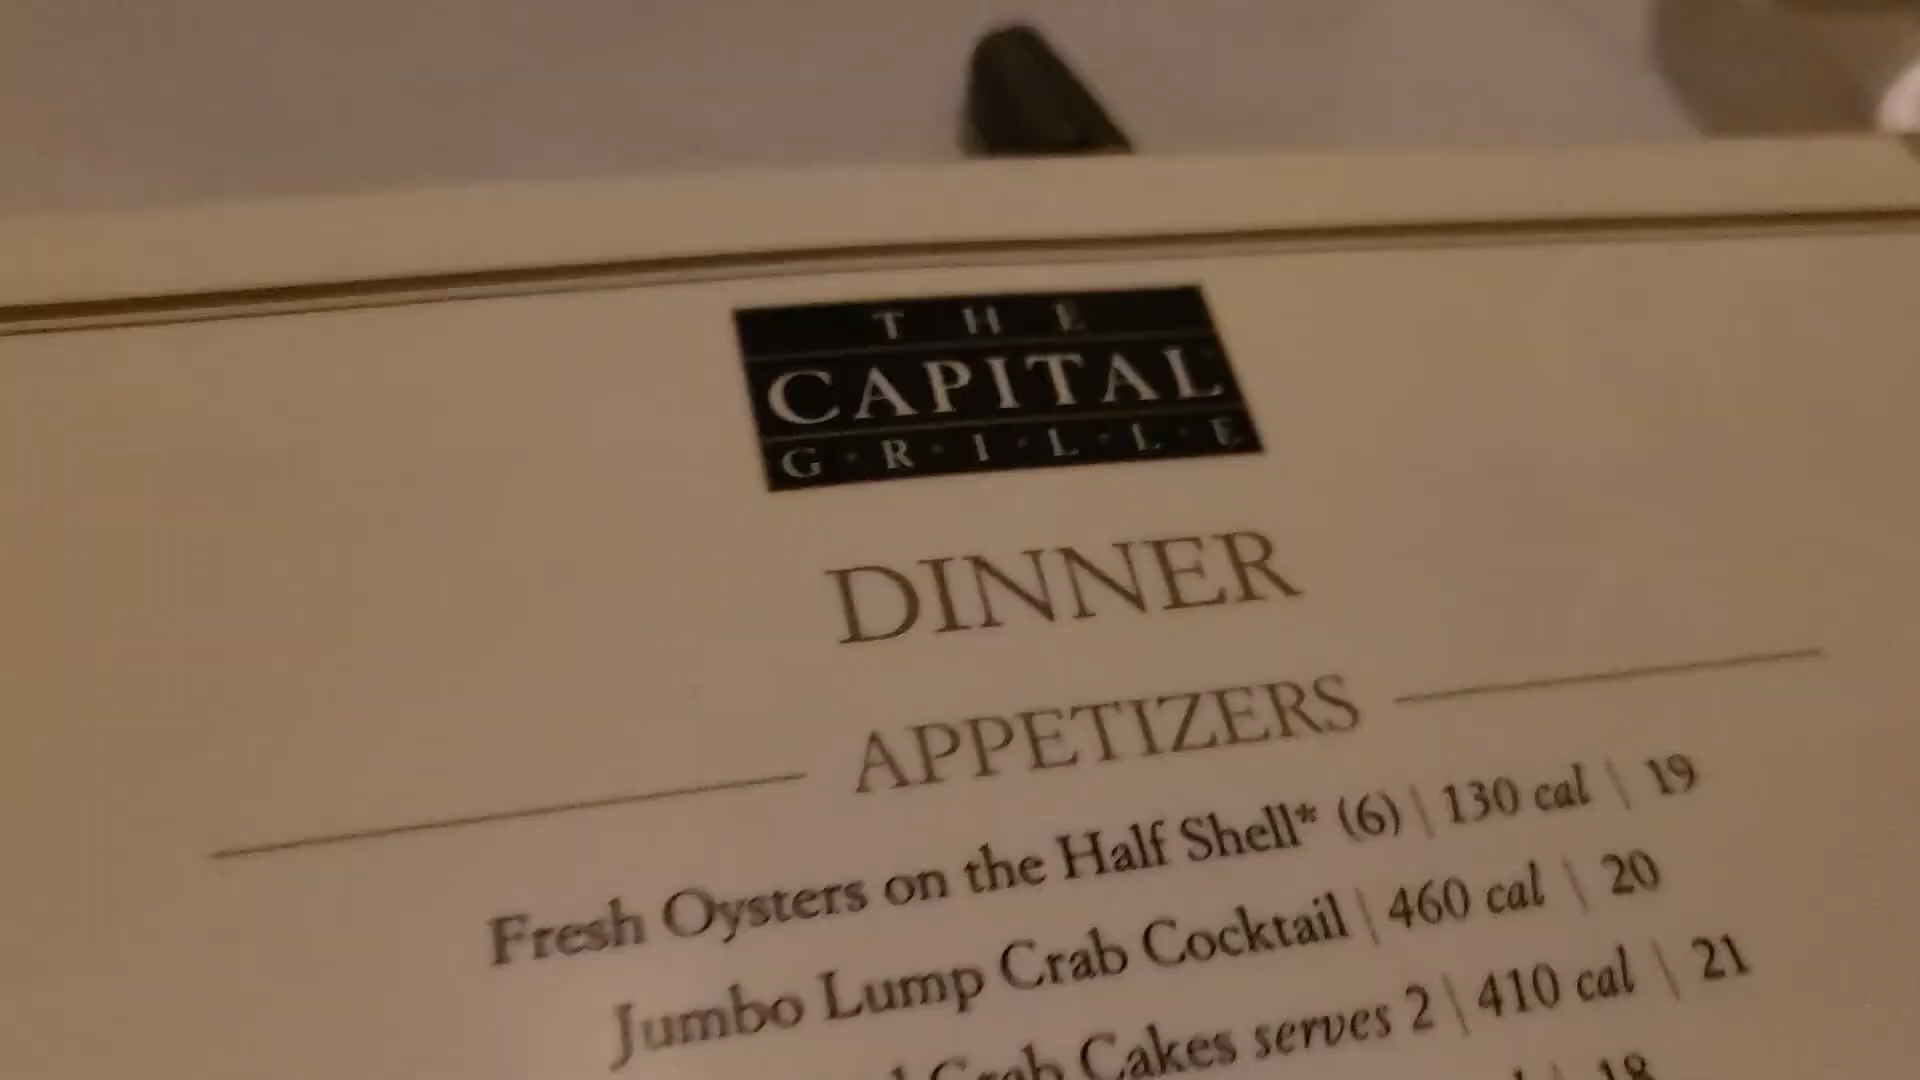 THE
CAPITAL
G·R·I·L·L·E
DINNER
APPETIZERS
Fresh Oysters on the Half Shell* (6) | 130 cal | 19
Jumbo Lump Crab Cocktail | 460 cal | 20
Crab Cakes serves 2 | 410 cal | 21
18